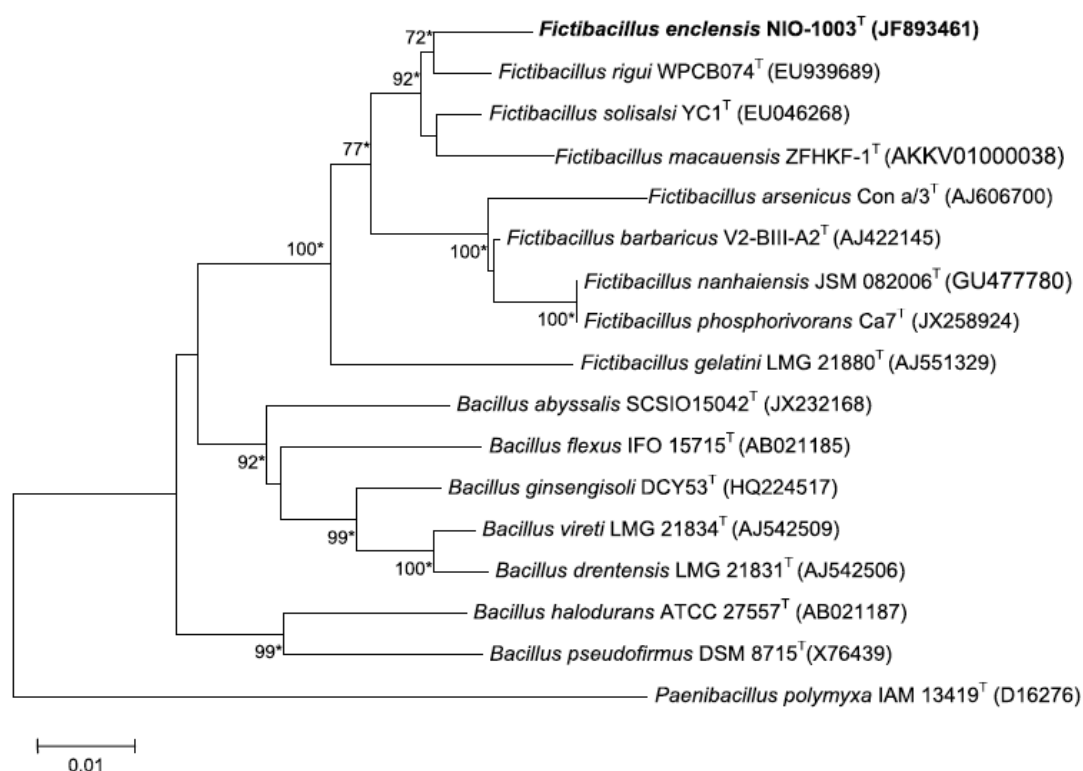 72*
Fictibacillus enclensis NIO-1003ᵀ (JF893461)
Fictibacillus rigui WPCB074ᵀ (EU939689)
92*
Fictibacillus solisalsi YC1ᵀ (EU046268)
77*
Fictibacillus macauensis ZFHKF-1ᵀ (AKKV01000038)
Fictibacillus arsenicus Con a/3ᵀ (AJ606700)
100*
Fictibacillus barbaricus V2-BIII-A2ᵀ (AJ422145)
100*
Fictibacillus nanhaiensis JSM 082006ᵀ (GU477780)
100*
Fictibacillus phosphorivorans Ca7ᵀ (JX258924)
Fictibacillus gelatini LMG 21880ᵀ (AJ551329)
Bacillus abyssalis SCSIO15042ᵀ (JX232168)
Bacillus flexus IFO 15715ᵀ (AB021185)
92*
Bacillus ginsengisoli DCY53ᵀ (HQ224517)
Bacillus vireti LMG 21834ᵀ (AJ542509)
99*
100*
Bacillus drentensis LMG 21831ᵀ (AJ542506)
Bacillus halodurans ATCC 27557ᵀ (AB021187)
99*
Bacillus pseudofirmus DSM 8715ᵀ(X76439)
Paenibacillus polymyxa IAM 13419ᵀ (D16276)
0.01